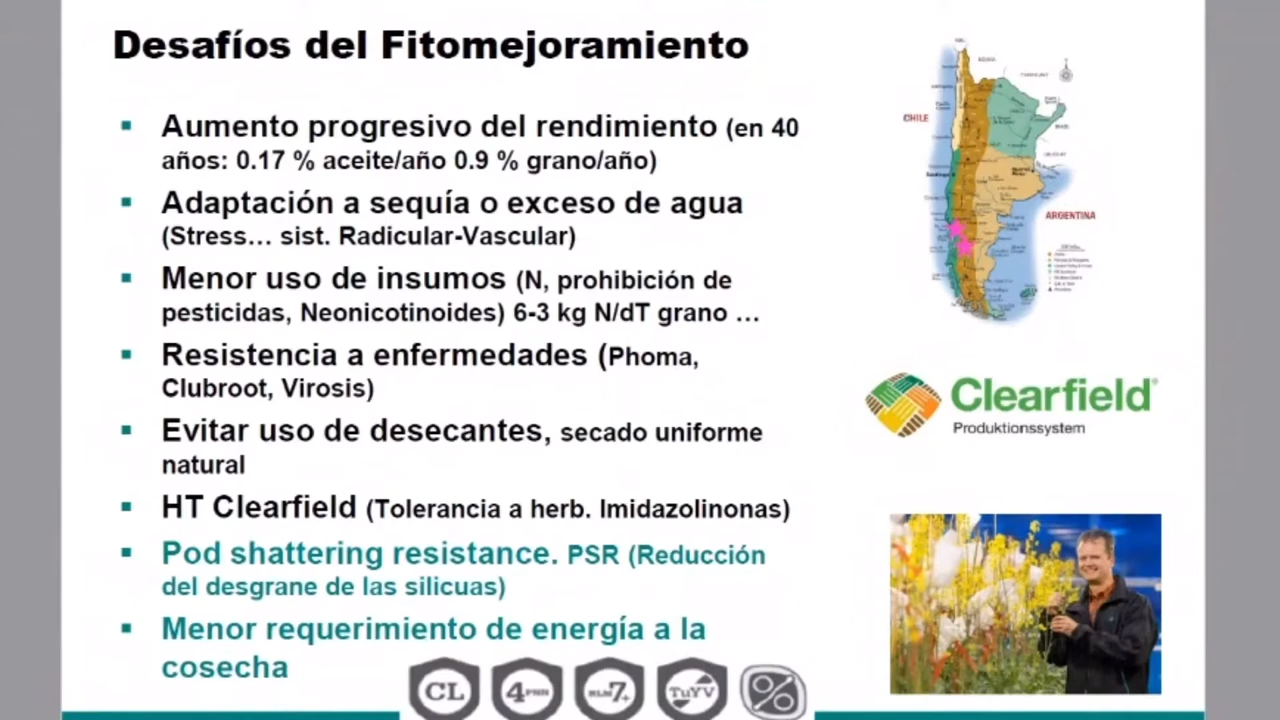 Desafíos del Fitomejoramiento
Aumento progresivo del rendimiento (en 40
años: 0.17 % aceite/año 0.9 % grano/año)
Adaptación a sequía o exceso de agua
(Stress... sist. Radicular-Vascular)
Menor uso de insumos (N, prohibición de
pesticidas, Neonicotinoides) 6-3 kg N/dT grano ...
Resistencia a enfermedades (Phoma,
Clubroot, Virosis)
Evitar uso de desecantes, secado uniforme
natural
HT Clearfield (Tolerancia a herb. Imidazolinonas)
Pod shattering resistance. PSR (Reducción
del desgrane de las silicuas)
Menor requerimiento de energía a la
cosecha
CL
4PNN
RLM7+
TuYV
CHILE
ARGENTINA
Clearfield®
Produktionssystem